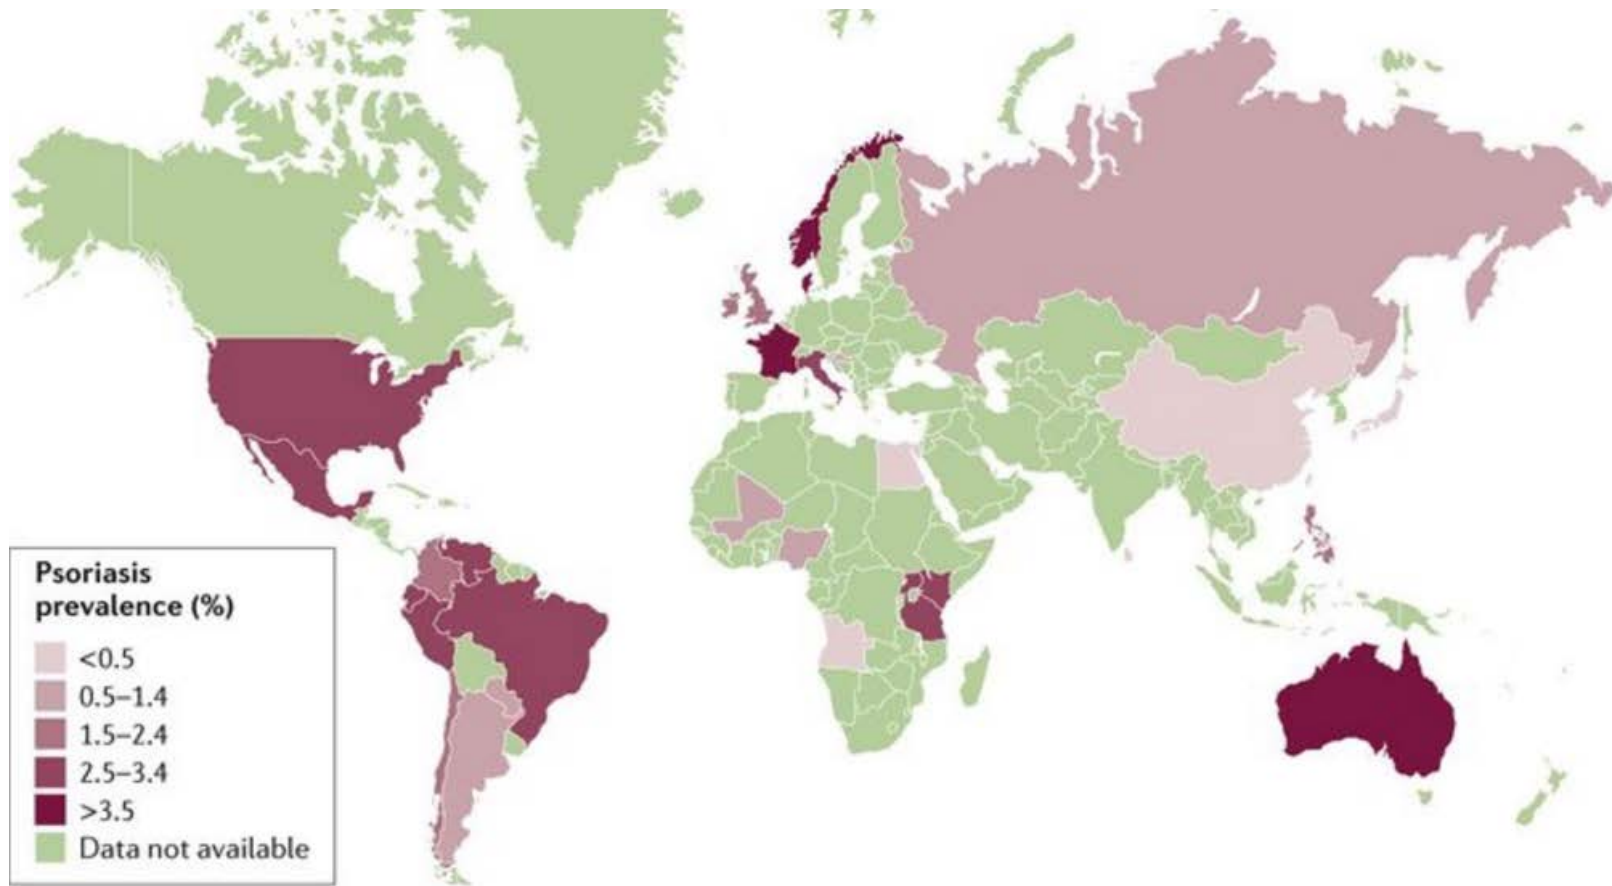 Psoriasis
prevalence (%)
<0.5
0.5–1.4
1.5–2.4
2.5–3.4
>3.5
Data not available